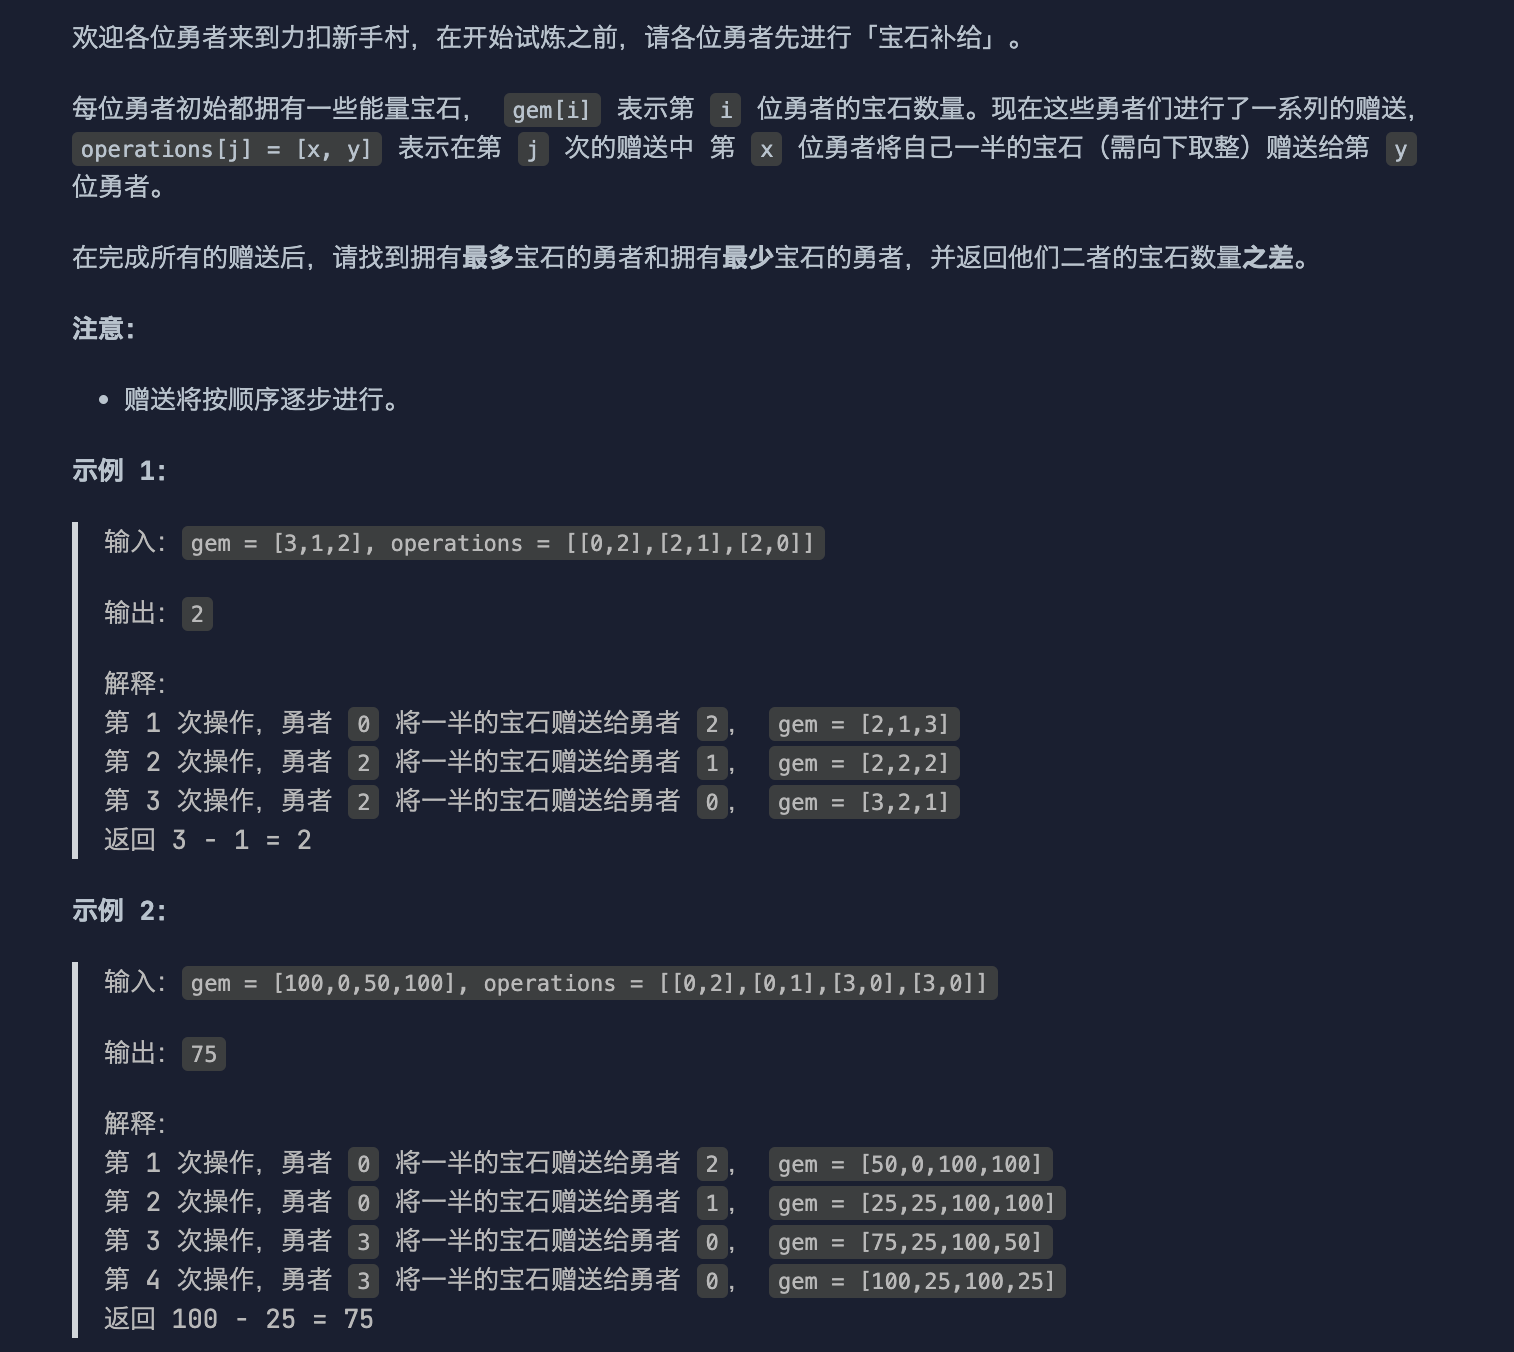 欢迎各位勇者来到力扣新手村，在开始试炼之前，请各位勇者先进行「宝石补给」。
每位勇者初始都拥有一些能量宝石， gem[i] 表示第 i 位勇者的宝石数量。现在这些勇者们进行了一系列的赠送，
operations[j] = [x, y] 表示在第 j 次的赠送中 第 x 位勇者将自己一半的宝石（需向下取整）赠送给第 y
位勇者。
在完成所有的赠送后，请找到拥有最多宝石的勇者和拥有最少宝石的勇者，并返回他们二者的宝石数量之差。
注意：
• 赠送将按顺序逐步进行。
示例 1：
输入：gem = [3,1,2], operations = [[0,2],[2,1],[2,0]]
输出：2
解释：
第 1 次操作，勇者 0 将一半的宝石赠送给勇者 2， gem = [2,1,3]
第 2 次操作，勇者 2 将一半的宝石赠送给勇者 1， gem = [2,2,2]
第 3 次操作，勇者 2 将一半的宝石赠送给勇者 0， gem = [3,2,1]
返回 3 - 1 = 2
示例 2：
输入：gem = [100,0,50,100], operations = [[0,2],[0,1],[3,0],[3,0]]
输出：75
解释：
第 1 次操作，勇者 0 将一半的宝石赠送给勇者 2， gem = [50,0,100,100]
第 2 次操作，勇者 0 将一半的宝石赠送给勇者 1， gem = [25,25,100,100]
第 3 次操作，勇者 3 将一半的宝石赠送给勇者 0， gem = [75,25,100,50]
第 4 次操作，勇者 3 将一半的宝石赠送给勇者 0， gem = [100,25,100,25]
返回 100 - 25 = 75